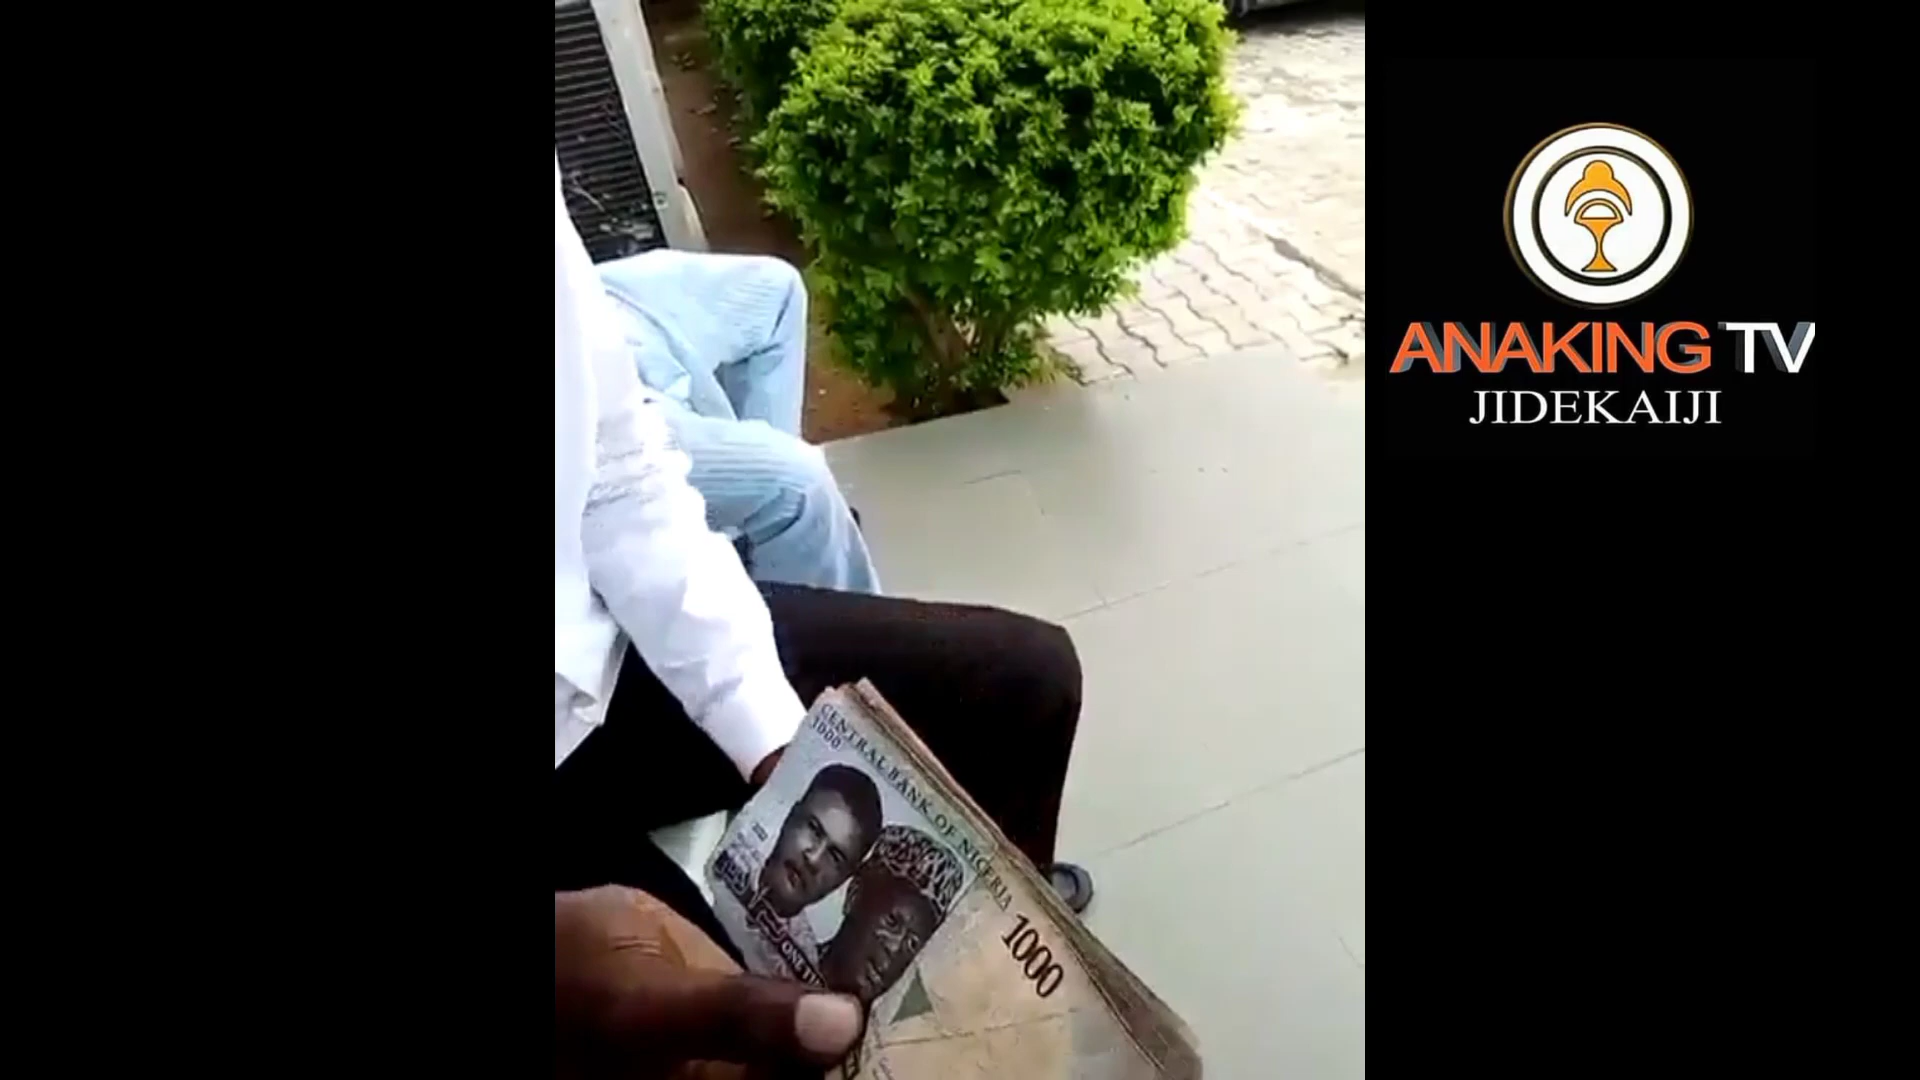 ANAKING TV
JIDEKAIJI
CENTRAL BANK OF NIGERIA
1000
1000